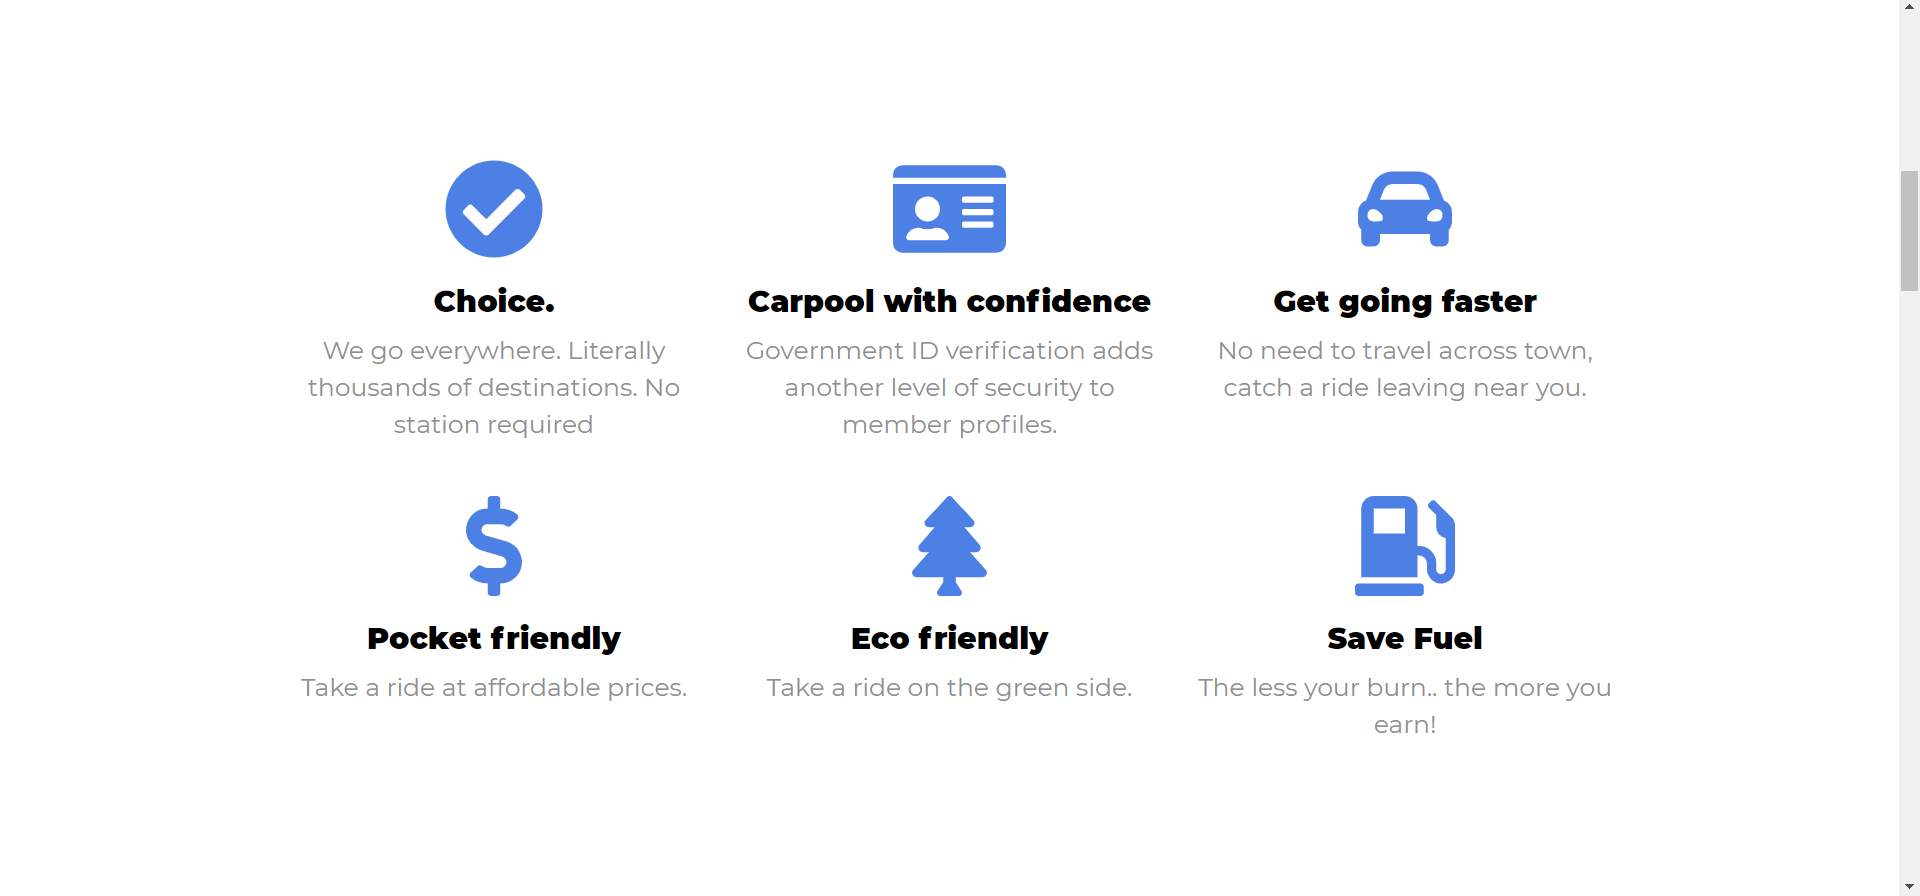 Choice.
We go everywhere. Literally
thousands of destinations. No
station required
Carpool with confidence
Government ID verification adds
another level of security to
member profiles.
Get going faster
No need to travel across town,
catch a ride leaving near you.
Pocket friendly
Take a ride at affordable prices.
Eco friendly
Take a ride on the green side.
Save Fuel
The less your burn.. the more you
earn!